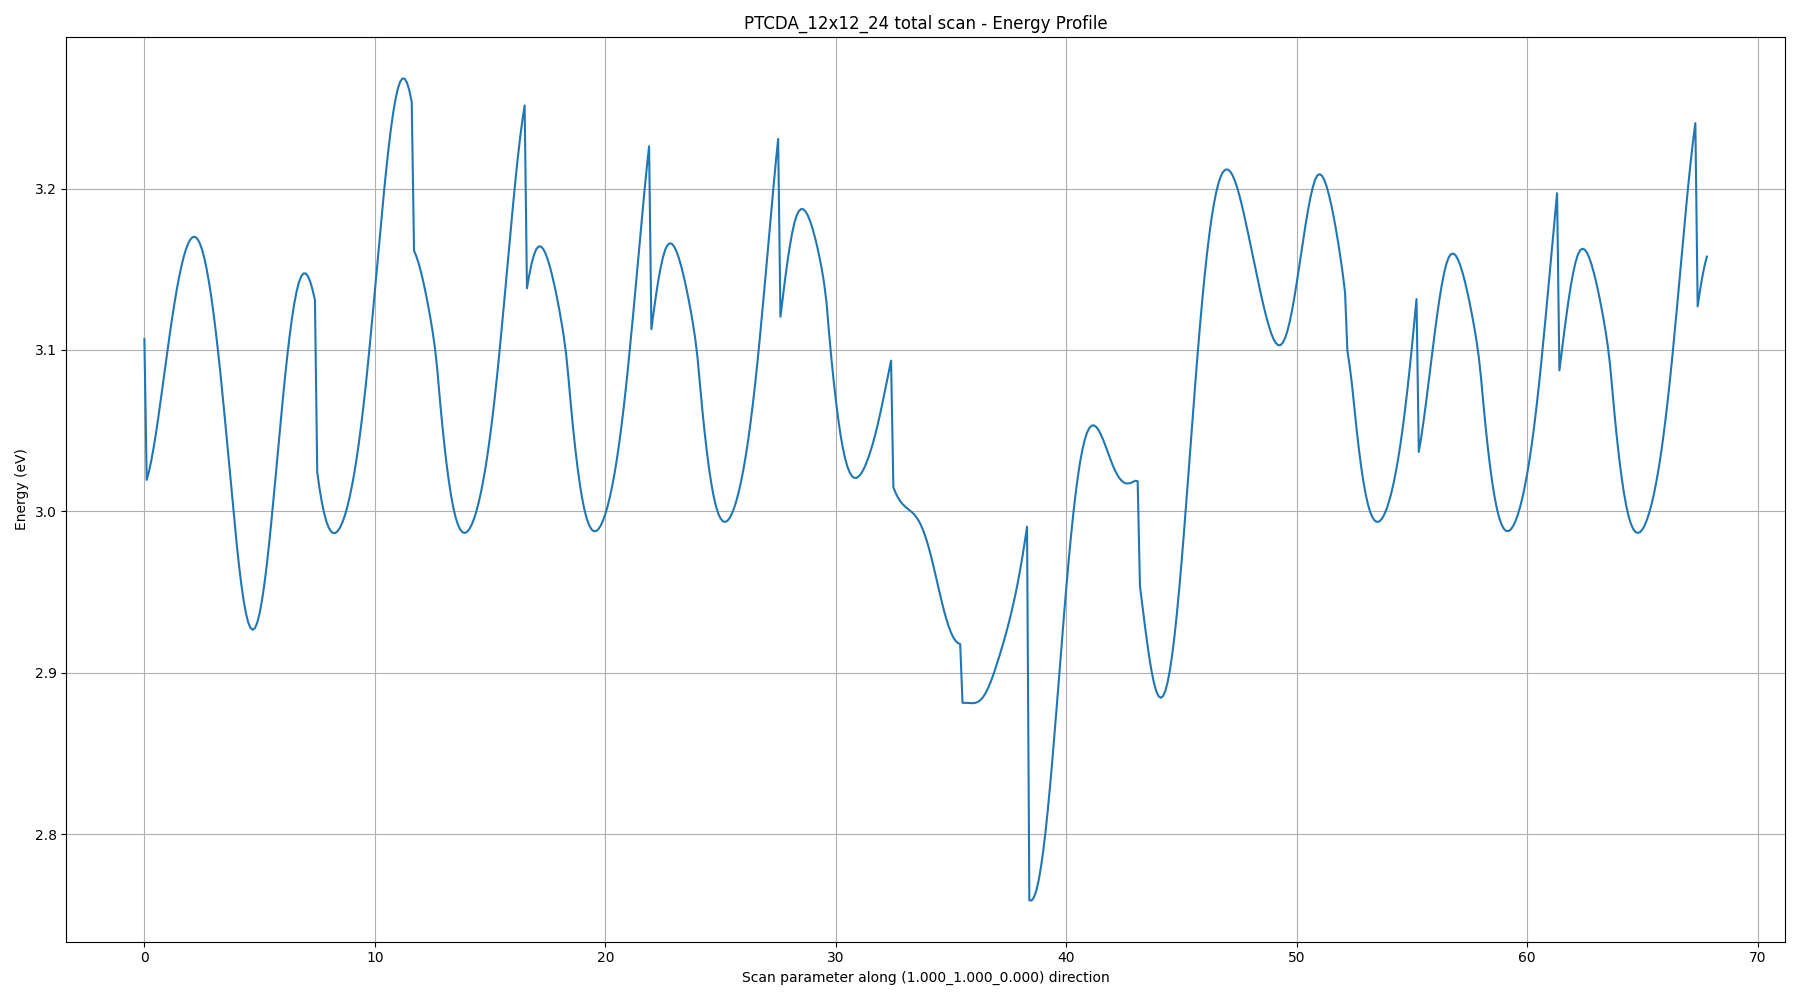 PTCDA_12x12_24 total scan - Energy Profile
Energy (eV)
3.2
3.1
3.0
2.9
2.8
0 10 20 30 40 50 60 70
Scan parameter along (1.000_1.000_0.000) direction